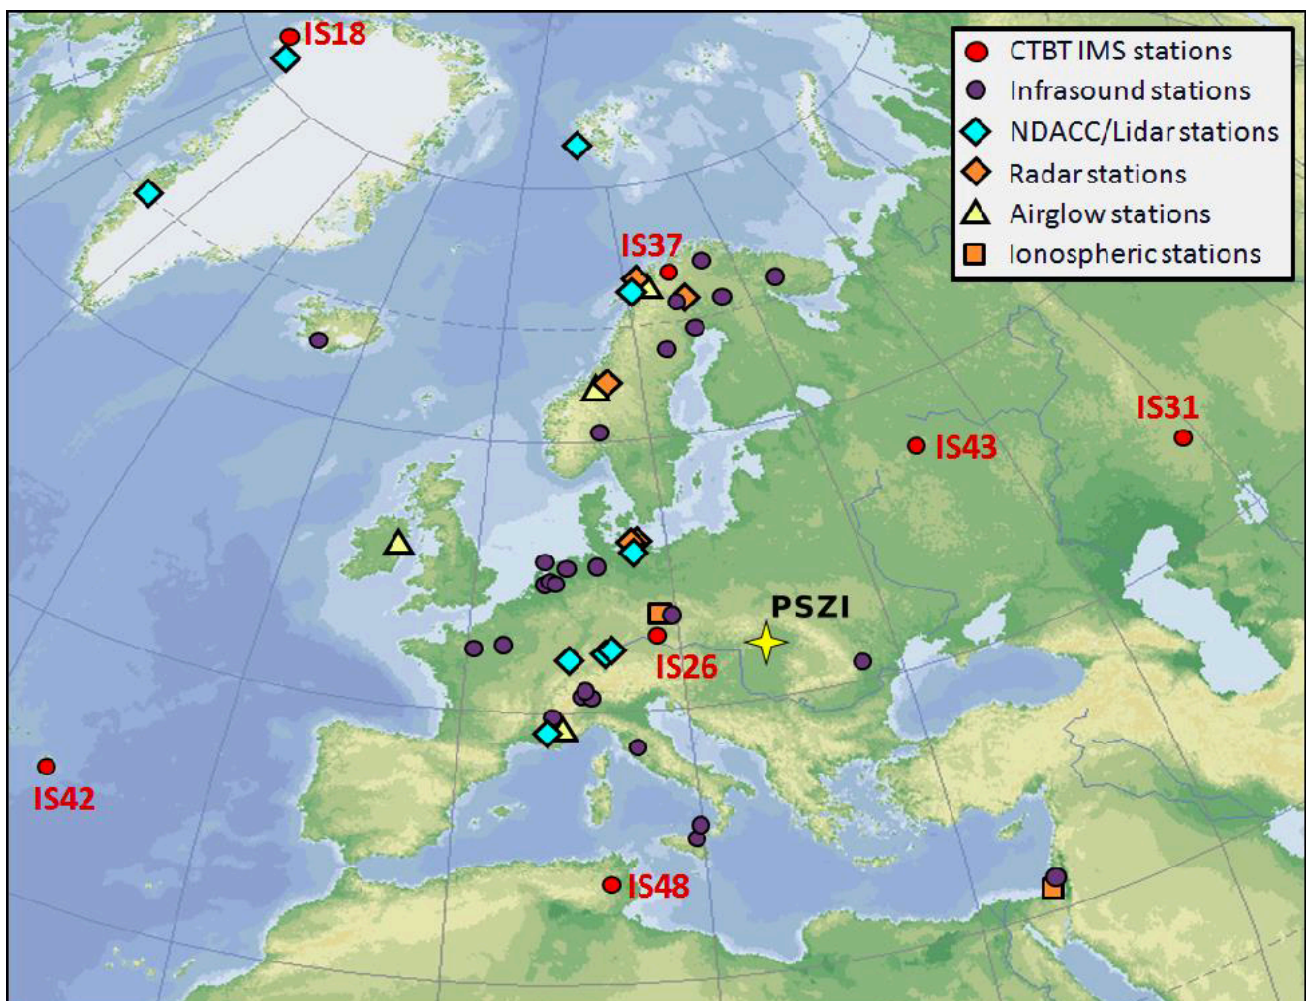 IS18
CTBT IMS stations
Infrasound stations
NDACC/Lidar stations
Radar stations
Airglow stations
Ionospheric stations
IS37
IS31
IS43
PSZI
IS26
IS42
IS48